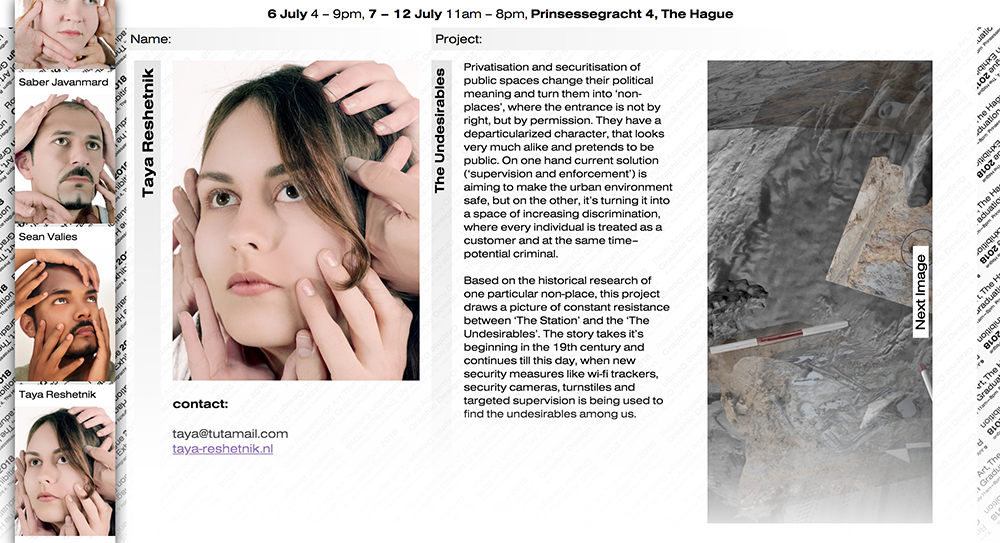 6 July 4 – 9pm, 7 – 12 July 11am – 8pm, Prinsessegracht 4, The Hague
Saber Javanmard
Sean Valies
Taya Reshetnik
Name:
Taya Reshetnik
contact:
taya@tutamail.com
taya-reshetnik.nl
Project:
The Undesirables
Privatisation and securitisation of
public spaces change their political
meaning and turn them into ‘non-
places’, where the entrance is not by
right, but by permission. They have a
departicularized character, that looks
very much alike and pretends to be
public. On one hand current solution
(‘supervision and enforcement’) is
aiming to make the urban environment
safe, but on the other, it’s turning it into
a space of increasing discrimination,
where every individual is treated as a
customer and at the same time–
potential criminal.
Based on the historical research of
one particular non-place, this project
draws a picture of constant resistance
between ‘The Station’ and the ‘The
Undesirables’. The story takes it’s
beginning in the 19th century and
continues till this day, when new
security measures like wi-fi trackers,
security cameras, turnstiles and
targeted supervision is being used to
find the undesirables among us.
Next Image